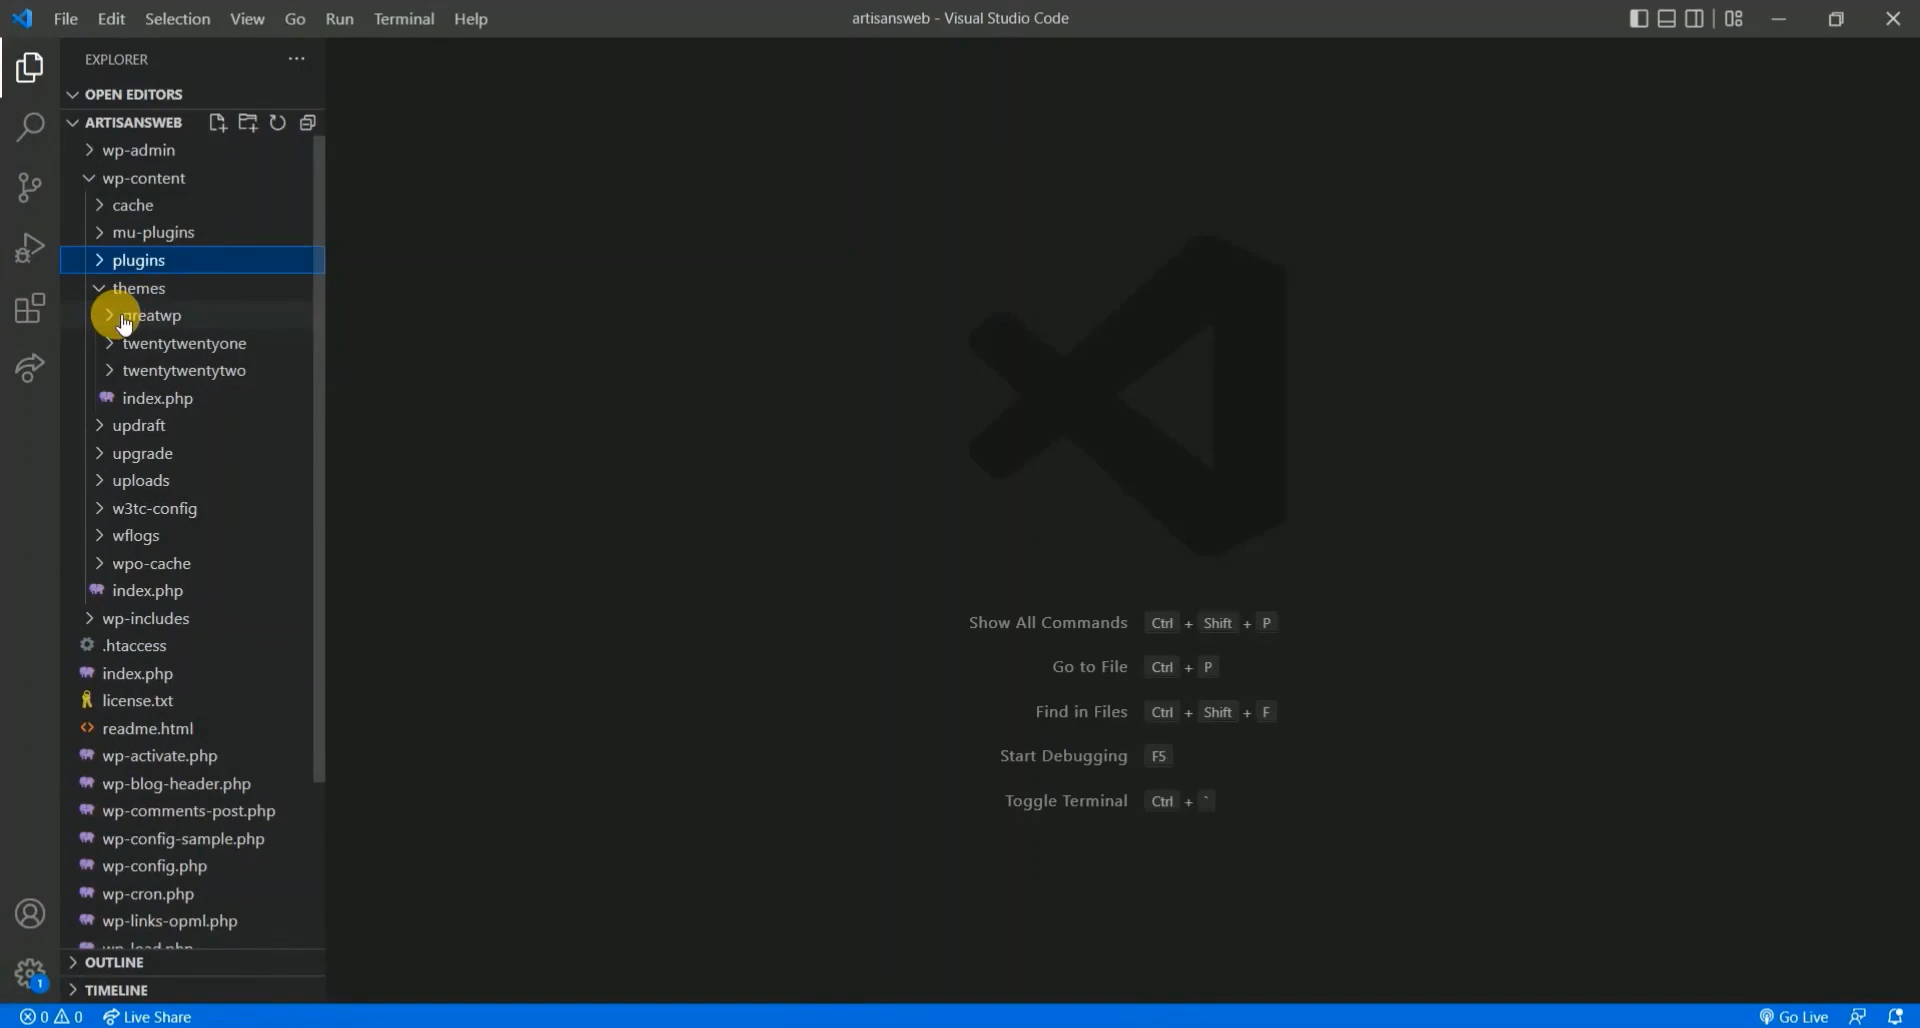 File Edit Selection View Go Run Terminal Help
artisansweb - Visual Studio Code
EXPLORER
OPEN EDITORS
ARTISANSWEB
wp-admin
wp-content
cache
mu-plugins
plugins
themes
greatwp
twentytwentyone
twentytwentytwo
index.php
updraft
upgrade
uploads
w3tc-config
wflogs
wpo-cache
index.php
wp-includes
.htaccess
index.php
license.txt
readme.html
wp-activate.php
wp-blog-header.php
wp-comments-post.php
wp-config-sample.php
wp-config.php
wp-cron.php
wp-links-opml.php
wp-load.php
OUTLINE
1
TIMELINE
Show All Commands Ctrl + Shift + P
Go to File Ctrl + P
Find in Files Ctrl + Shift + F
Start Debugging F5
Toggle Terminal Ctrl + `
0 0 Live Share
Go Live